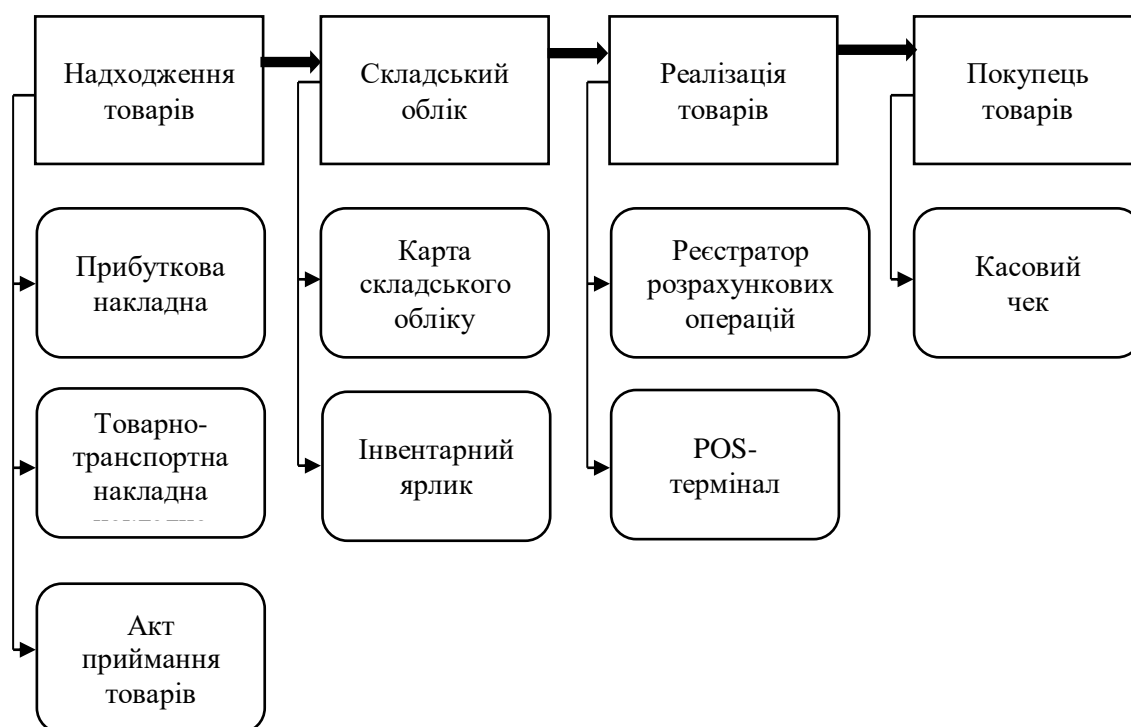 Надходження
товарів
Складський
облік
Реалізація
товарів
Покупець
товарів
Прибуткова
накладна
Карта
складського
обліку
Реєстратор
розрахункових
операцій
Касовий
чек
Товарно-
транспортна
накладна
Інвентарний
ярлик
POS-
термінал
Акт
приймання
товарів